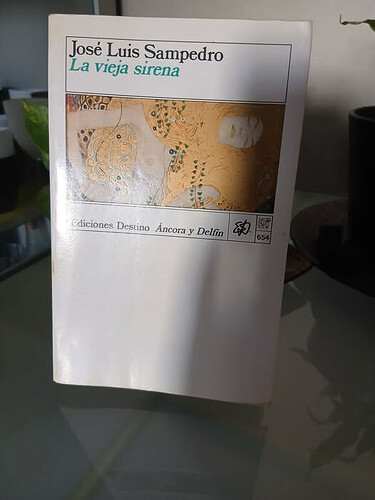 José Luis Sampedro
La vieja sirena
Ediciones Destino Áncora y Delfín
654